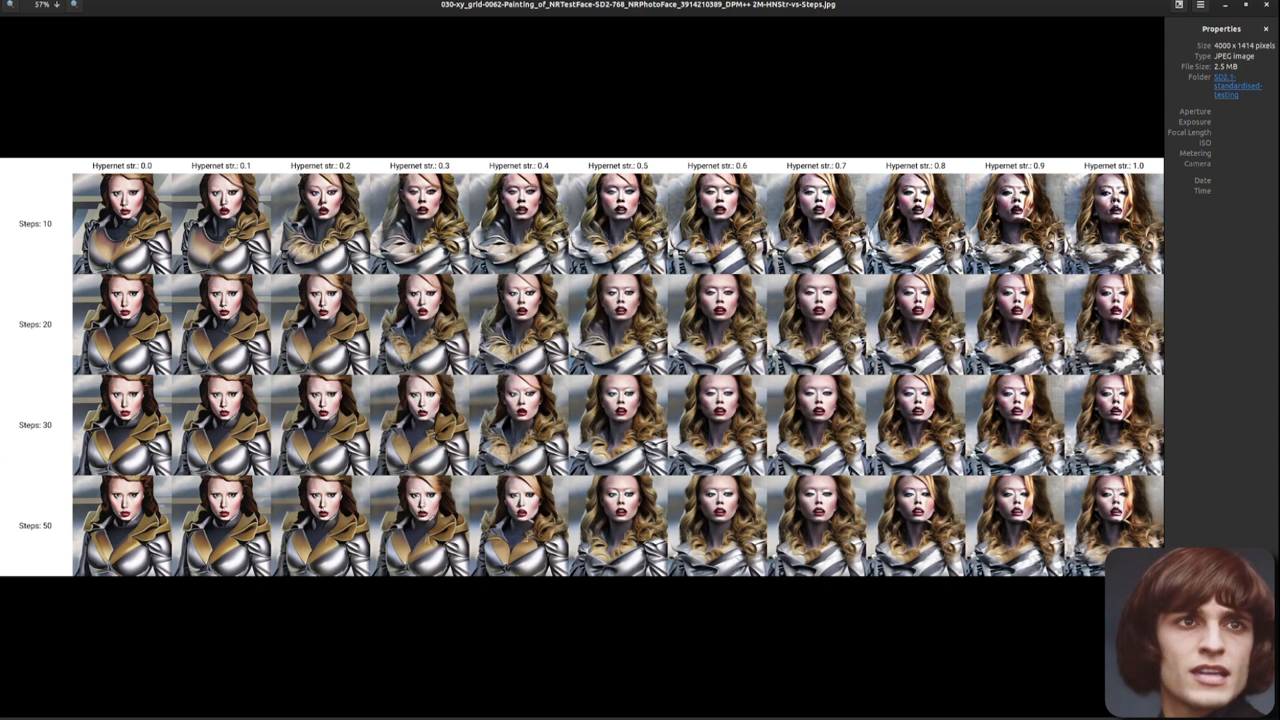 57%
030-xy_grid-0062-Painting_of_NRTestFace-SD2-768_NRPhotoFace_3914210389_DPM++ 2M-HNStr-vs-Steps.jpg
Properties
Size 4000 x 1414 pixels
Type JPEG image
File Size: 2.5 MB
Folder SD2.1-
standardised-
testing
Aperture
Exposure
Focal Length
ISO
Metering
Camera
Date
Time
Hypernet str.: 0.0 Hypernet str.: 0.1 Hypernet str.: 0.2 Hypernet str.: 0.3 Hypernet str.: 0.4 Hypernet str.: 0.5 Hypernet str.: 0.6 Hypernet str.: 0.7 Hypernet str.: 0.8 Hypernet str.: 0.9 Hypernet str.: 1.0
Steps: 10
Steps: 20
Steps: 30
Steps: 50